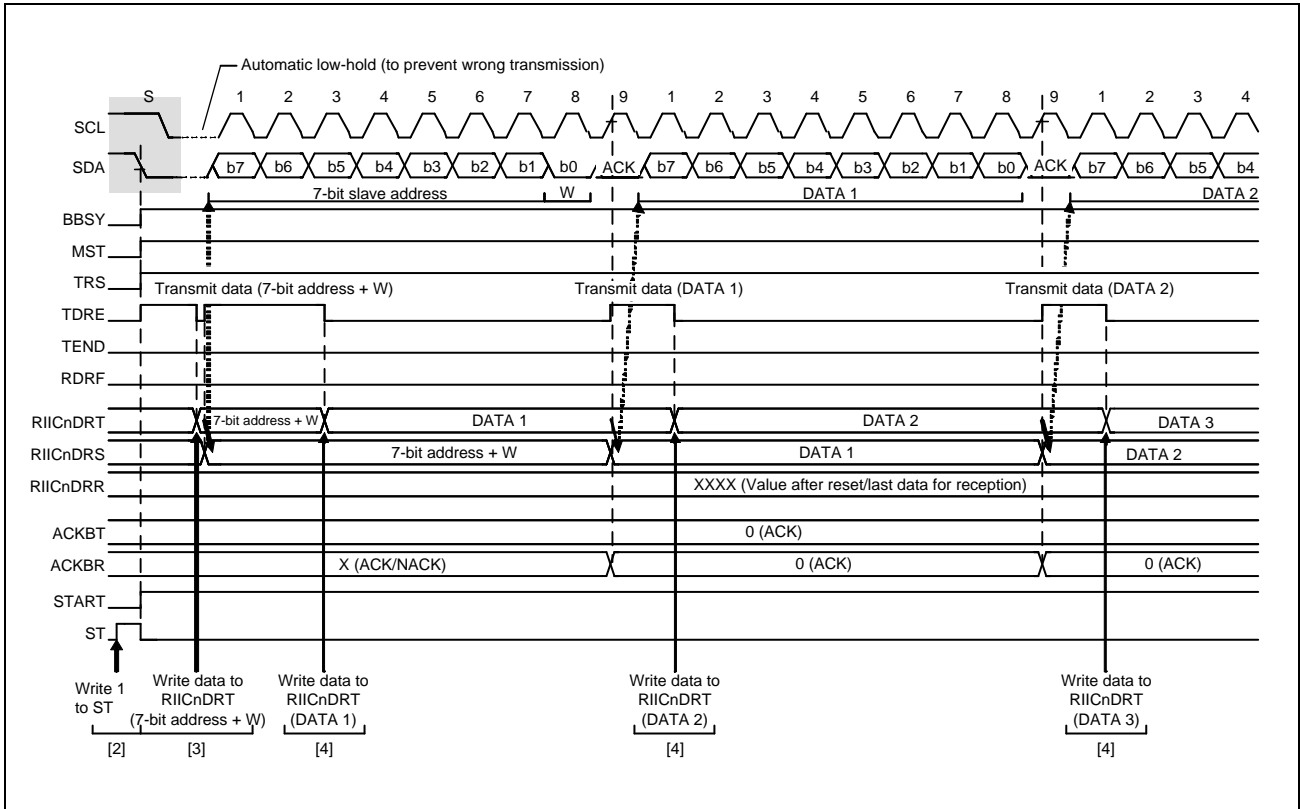 Automatic low-hold (to prevent wrong transmission)
S 1 2 3 4 5 6 7 8 9 1 2 3 4 5 6 7 8 9 1 2 3 4
SCL
SDA b7 b6 b5 b4 b3 b2 b1 b0 ACK b7 b6 b5 b4 b3 b2 b1 b0 ACK b7 b6 b5 b4
7-bit slave address W DATA 1 DATA 2
BBSY
MST
TRS
Transmit data (7-bit address + W) Transmit data (DATA 1) Transmit data (DATA 2)
TDRE
TEND
RDRF
RIICnDRT 7-bit address + W DATA 1 DATA 2 DATA 3
RIICnDRS 7-bit address + W DATA 1 DATA 2
RIICnDRR XXXX (Value after reset/last data for reception)
ACKBT 0 (ACK)
ACKBR X (ACK/NACK) 0 (ACK) 0 (ACK)
START
ST
Write 1 to ST
Write data to RIICnDRT (7-bit address + W)
Write data to RIICnDRT (DATA 1)
Write data to RIICnDRT (DATA 2)
Write data to RIICnDRT (DATA 3)
[2] [3] [4] [4] [4]